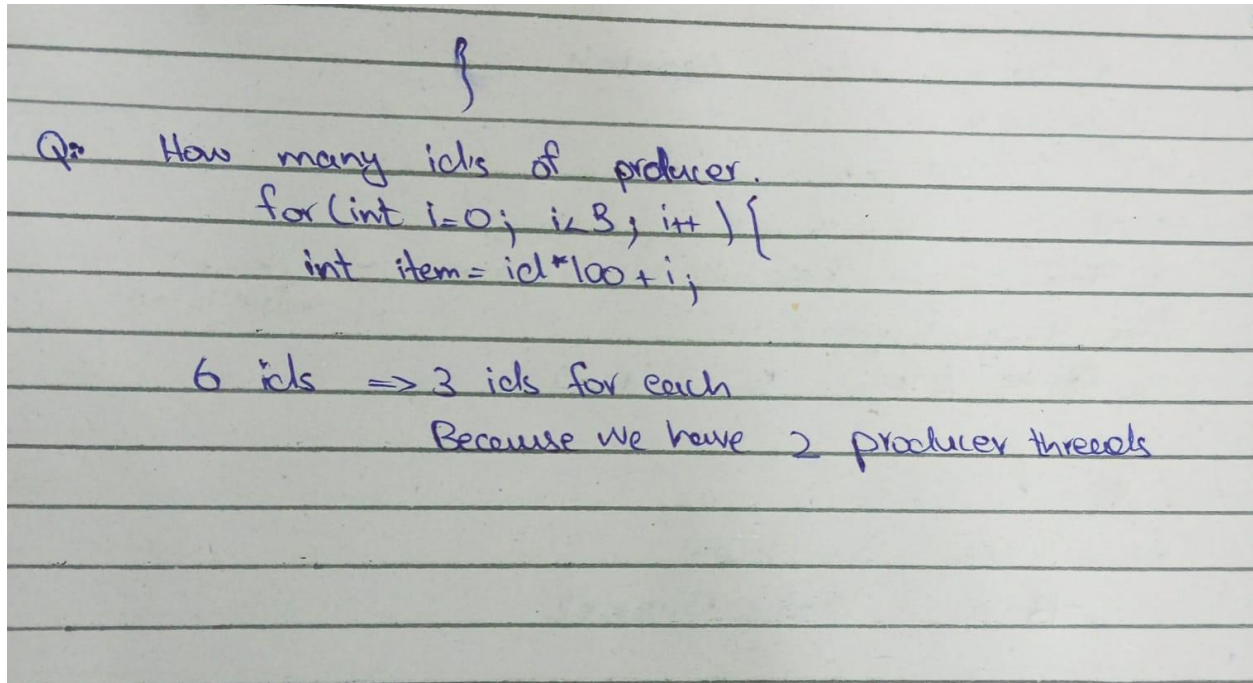 }
Q:- How many id's of producer.
for (int i=0; i<3; i++) {
int item = id*100 + i;
6 ids => 3 ids for each
Because we have 2 producer threads